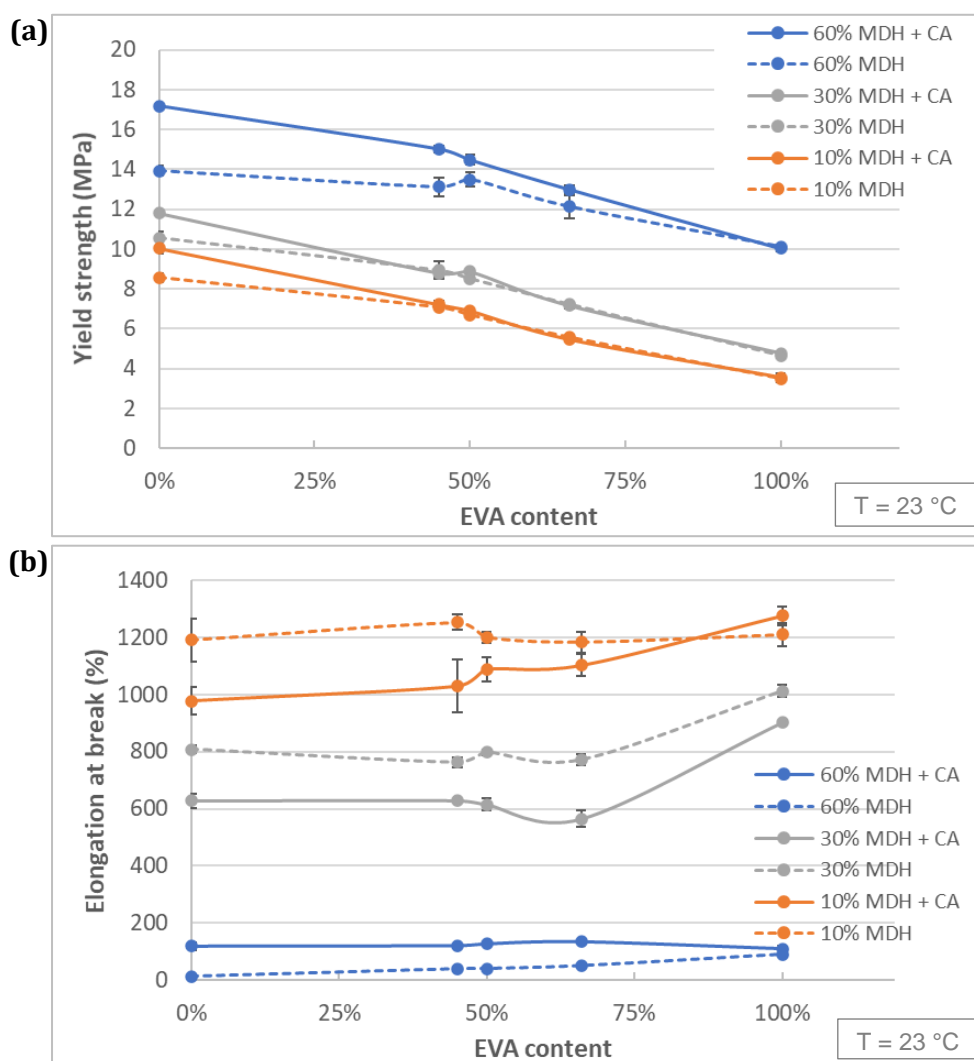 (a)
20
18
16
14
12
10
8
6
4
2
0
Yield strength (MPa)
60% MDH + CA
60% MDH
30% MDH + CA
30% MDH
10% MDH + CA
10% MDH
0%
25%
50%
75%
100%
EVA content
T = 23 °C
(b)
1400
1200
1000
800
600
400
200
0
Elongation at break (%)
60% MDH + CA
60% MDH
30% MDH + CA
30% MDH
10% MDH + CA
10% MDH
0%
25%
50%
75%
100%
EVA content
T = 23 °C